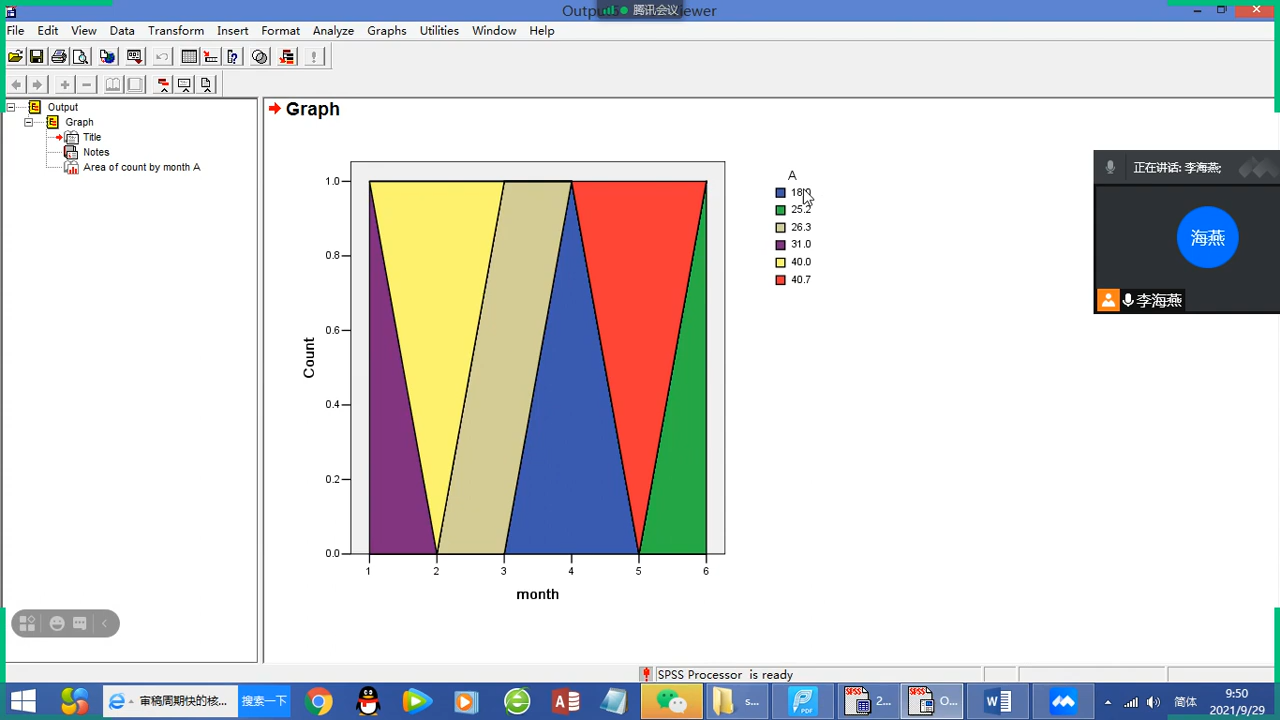 腾讯会议
File Edit View Data Transform Insert Format Analyze Graphs Utilities Window Help
Output
Graph
Title
Notes
Area of count by month A
Graph
1.0
0.8
0.6
0.4
0.2
0.0
Count
1 2 3 4 5 6
month
A
25.2
26.3
31.0
40.0
40.7
正在讲话: 李海燕;
海燕
李海燕
SPSS Processor is ready
审稿周期快的核...
搜索一下
PDF
SPSS
2...
SPSS
O...
s...
简体
9:50
2021/9/29